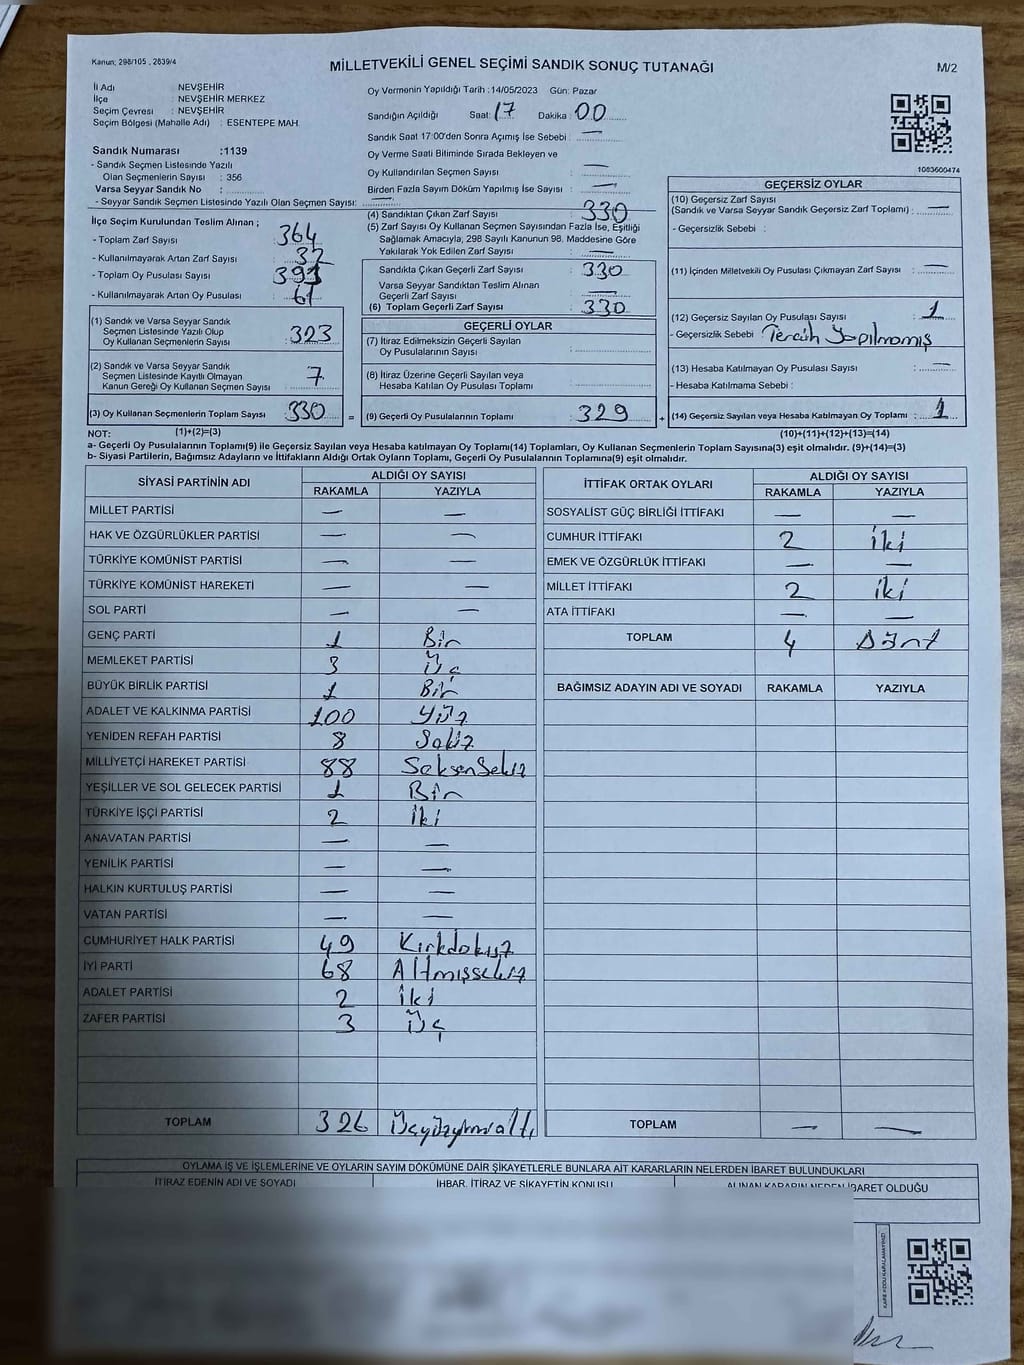 Kanun: 298/105 , 2839/4
MİLLETVEKİLİ GENEL SEÇİMİ SANDIK SONUÇ TUTANAĞI
M/2
İl Adı : NEVŞEHİR
İlçe : NEVŞEHİR MERKEZ
Seçim Çevresi : NEVŞEHİR
Seçim Bölgesi (Mahalle Adı) : ESENTEPE MAH.
Sandık Numarası :1139
- Sandık Seçmen Listesinde Yazılı
Olan Seçmenlerin Sayısı : 356
Varsa Seyyar Sandık No :
- Seyyar Sandık Seçmen Listesinde Yazılı Olan Seçmen Sayısı: —
Oy Vermenin Yapıldığı Tarih :14/05/2023 Gün: Pazar
Sandığın Açıldığı Saat: 17 Dakika : 00
Sandık Saat 17:00'den Sonra Açımış İse Sebebi : —
Oy Verme Saati Bitiminde Sırada Bekleyen ve
Oy Kullandırılan Seçmen Sayısı : —
Birden Fazla Sayım Döküm Yapılmış İse Sayısı : —
1083600474
İlçe Seçim Kurulundan Teslim Alınan ;
- Toplam Zarf Sayısı : 364
- Kullanılmayarak Artan Zarf Sayısı : 32
- Toplam Oy Pusulası Sayısı : 391
- Kullanılmayarak Artan Oy Pusulası : 61
(4) Sandıktan Çıkan Zarf Sayısı : 330
(5) Zarf Sayısı Oy Kullanan Seçmen Sayısından Fazla İse, Eşitliği
Sağlamak Amacıyla, 298 Sayılı Kanunun 98. Maddesine Göre
Yakılarak Yok Edilen Zarf Sayısı : —
Sandıkta Çıkan Geçerli Zarf Sayısı : 330
Varsa Seyyar Sandıktan Teslim Alınan
Geçerli Zarf Sayısı : —
(6) Toplam Geçerli Zarf Sayısı : 330
GEÇERSİZ OYLAR
(10) Geçersiz Zarf Sayısı
(Sandık ve Varsa Seyyar Sandık Geçersiz Zarf Toplamı) : —
- Geçersizlik Sebebi :
(11) İçinden Milletvekili Oy Pusulası Çıkmayan Zarf Sayısı : —
(12) Geçersiz Sayılan Oy Pusulası Sayısı : 1
- Geçersizlik Sebebi : Tercih Yapılmamış
(13) Hesaba Katılmayan Oy Pusulası Sayısı : —
- Hesaba Katılmama Sebebi :
(14) Geçersiz Sayılan veya Hesaba Katılmayan Oy Toplamı : 1
(1) Sandık ve Varsa Seyyar Sandık
Seçmen Listesinde Yazılı Olup
Oy Kullanan Seçmenlerin Sayısı : 323
(2) Sandık ve Varsa Seyyar Sandık
Seçmen Listesinde Kayıtlı Olmayan
Kanun Gereği Oy Kullanan Seçmen Sayısı : 7
(3) Oy Kullanan Seçmenlerin Toplam Sayısı : 330
GEÇERLİ OYLAR
(7) İtiraz Edilmeksizin Geçerli Sayılan
Oy Pusulalarının Sayısı :
(8) İtiraz Üzerine Geçerli Sayılan veya
Hesaba Katılan Oy Pusulası Toplamı :
= (9) Geçerli Oy Pusulalarının Toplamı : 329 +
NOT: (1)+(2)=(3) (10)+(11)+(12)+(13)=(14)
a- Geçerli Oy Pusulalarının Toplamı(9) ile Geçersiz Sayılan veya Hesaba katılmayan Oy Toplamı(14) Toplamları, Oy Kullanan Seçmenlerin Toplam Sayısına(3) eşit olmalıdır. (9)+(14)=(3)
b- Siyasi Partilerin, Bağımsız Adayların ve İttifakların Aldığı Ortak Oyların Toplamı, Geçerli Oy Pusulalarının Toplamına(9) eşit olmalıdır.
SİYASİ PARTİNİN ADI ALDIĞI OY SAYISI
RAKAMLA YAZIYLA
MİLLET PARTİSİ — —
HAK VE ÖZGÜRLÜKLER PARTİSİ — —
TÜRKİYE KOMÜNİST PARTİSİ — —
TÜRKİYE KOMÜNİST HAREKETİ — —
SOL PARTİ — —
GENÇ PARTİ 1 Bir
MEMLEKET PARTİSİ 3 Üç
BÜYÜK BİRLİK PARTİSİ 1 Bir
ADALET VE KALKINMA PARTİSİ 100 Yüz
YENİDEN REFAH PARTİSİ 8 Sekiz
MİLLİYETÇİ HAREKET PARTİSİ 88 Seksensekiz
YEŞİLLER VE SOL GELECEK PARTİSİ 1 Bir
TÜRKİYE İŞÇİ PARTİSİ 2 İki
ANAVATAN PARTİSİ — —
YENİLİK PARTİSİ — —
HALKIN KURTULUŞ PARTİSİ — —
VATAN PARTİSİ — —
CUMHURİYET HALK PARTİSİ 49 Kırkdokuz
İYİ PARTİ 68 Altmışsekiz
ADALET PARTİSİ 2 İki
ZAFER PARTİSİ 3 Üç
TOPLAM 326 Üçyüzyirmialtı
İTTİFAK ORTAK OYLARI ALDIĞI OY SAYISI
RAKAMLA YAZIYLA
SOSYALİST GÜÇ BİRLİĞİ İTTİFAKI — —
CUMHUR İTTİFAKI 2 İki
EMEK VE ÖZGÜRLÜK İTTİFAKI — —
MİLLET İTTİFAKI 2 iki
ATA İTTİFAKI — —
TOPLAM 4 Dört
BAĞIMSIZ ADAYIN ADI VE SOYADI RAKAMLA YAZIYLA
TOPLAM — —
OYLAMA İŞ VE İŞLEMLERİNE VE OYLARIN SAYIM DÖKÜMÜNE DAİR ŞİKAYETLERLE BUNLARA AİT KARARLARIN NELERDEN İBARET BULUNDUKLARI
İTİRAZ EDENİN ADI VE SOYADI İHBAR, İTİRAZ VE ŞİKAYETİN KONUSU ALINAN KARARIN NEDEN İBARET OLDUĞU
KARE KODU KARALAMAYINIZ!